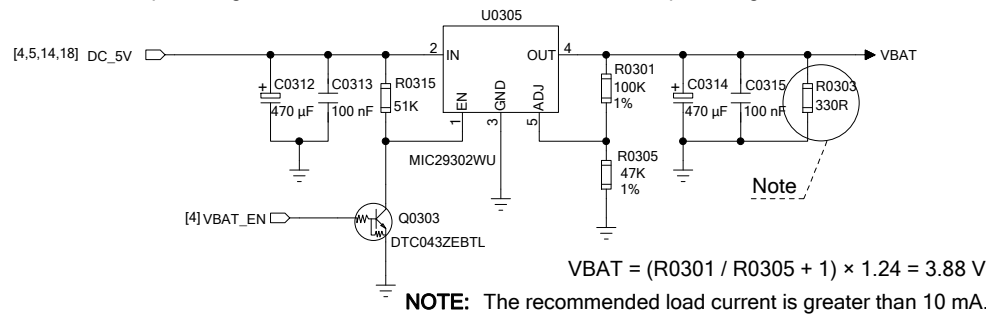 U0305
[4,5,14,18] DC_5V
2 IN
OUT 4
VBAT
C0312
470 µF
C0313
100 nF
R0315
51K
EN
GND
ADJ
1
3
5
R0301
100K
1%
C0314
470 µF
C0315
100 nF
R0303
330R
MIC29302WU
R0305
47K
1%
Note
[4] VBAT_EN
Q0303
DTC043ZEBTL
VBAT = (R0301 / R0305 + 1) × 1.24 = 3.88 V
NOTE: The recommended load current is greater than 10 mA.